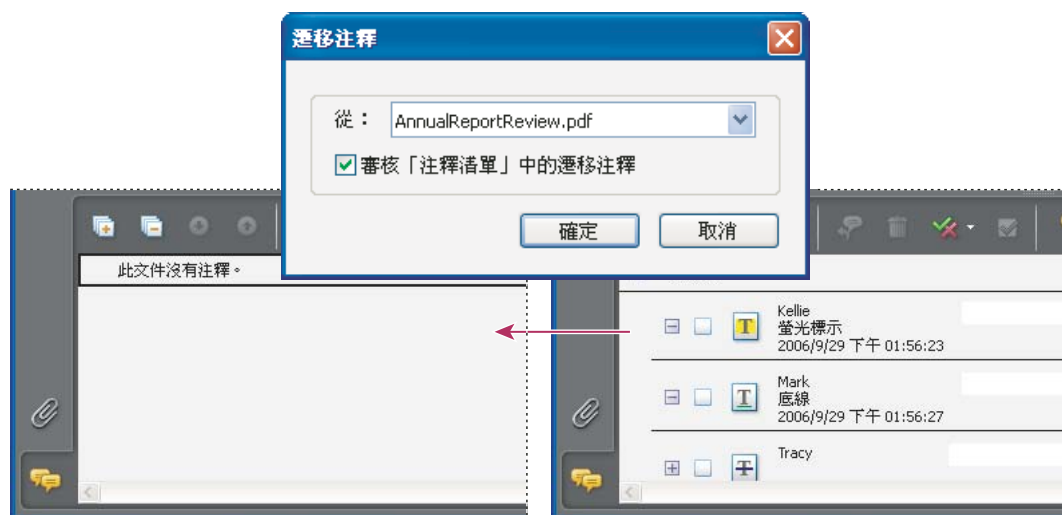 遷移注釋
從：
AnnualReportReview.pdf
審核「注釋清單」中的遷移注釋
確定
取消
此文件沒有注釋。
Kellie
螢光標示
2006/9/29 下午 01:56:23
Mark
底線
2006/9/29 下午 01:56:27
Tracy